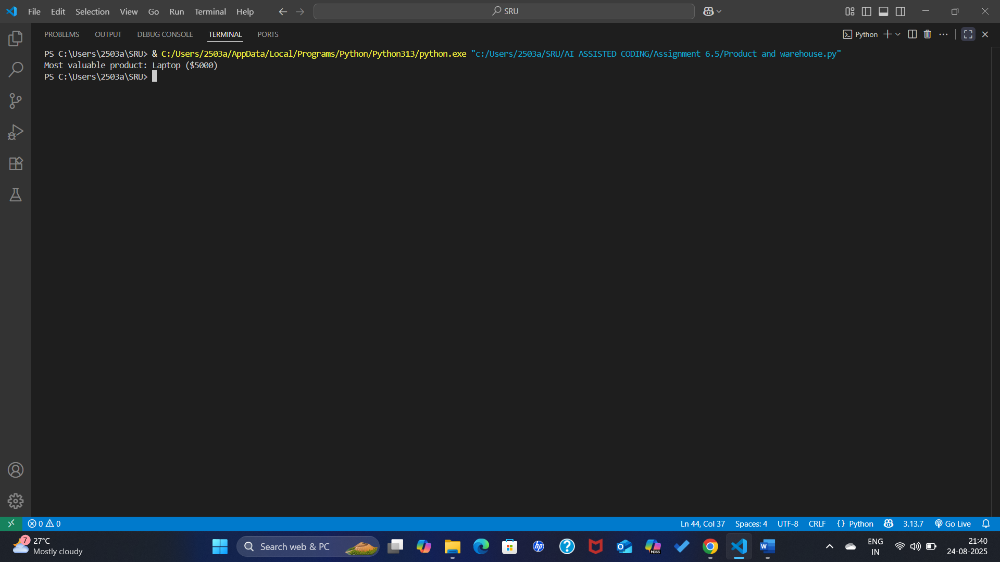 File Edit Selection View Go Run Terminal Help SRU
PROBLEMS OUTPUT DEBUG CONSOLE TERMINAL PORTS Python
PS C:\Users\2503a\SRU> & C:/Users/2503a/AppData/Local/Programs/Python/Python313/python.exe "c:/Users/2503a/SRU/AI ASSISTED CODING/Assignment 6.5/Product and warehouse.py"
Most valuable product: Laptop ($5000)
PS C:\Users\2503a\SRU>
0 0 Ln 44, Col 37 Spaces: 4 UTF-8 CRLF {} Python 3.13.7 Go Live
7 27°C
Mostly cloudy
Search web & PC
hp
?
O
M365
W
ENG
IN
21:40
24-08-2025